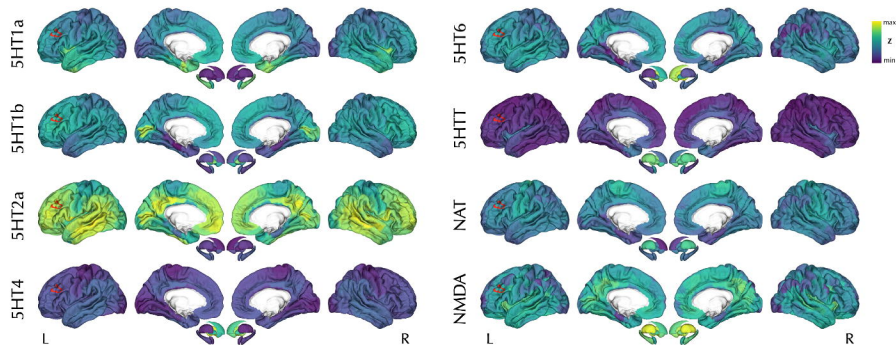 5HT1a
5HT1b
5HT2a
5HT4
L
R
5HT6
5HTT
NAT
NMDA
L
R
max
z
min